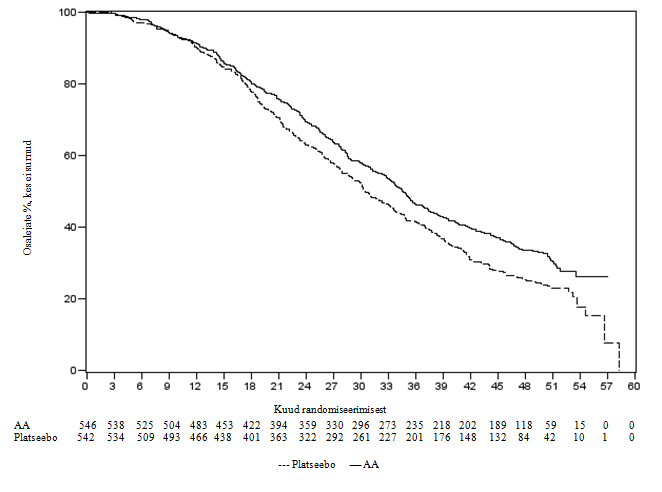 100
80
60
40
20
0
Osalejate %, kes ei surnud
0 3 6 9 12 15 18 21 24 27 30 33 36 39 42 45 48 51 54 57 60
Kuud randomiseerimisest
AA 546 538 525 504 483 453 422 394 359 330 296 273 235 218 202 189 118 59 15 0 0
Platseebo 542 534 509 493 466 438 401 363 322 292 261 227 201 176 148 132 84 42 10 1 0
--- Platseebo — AA